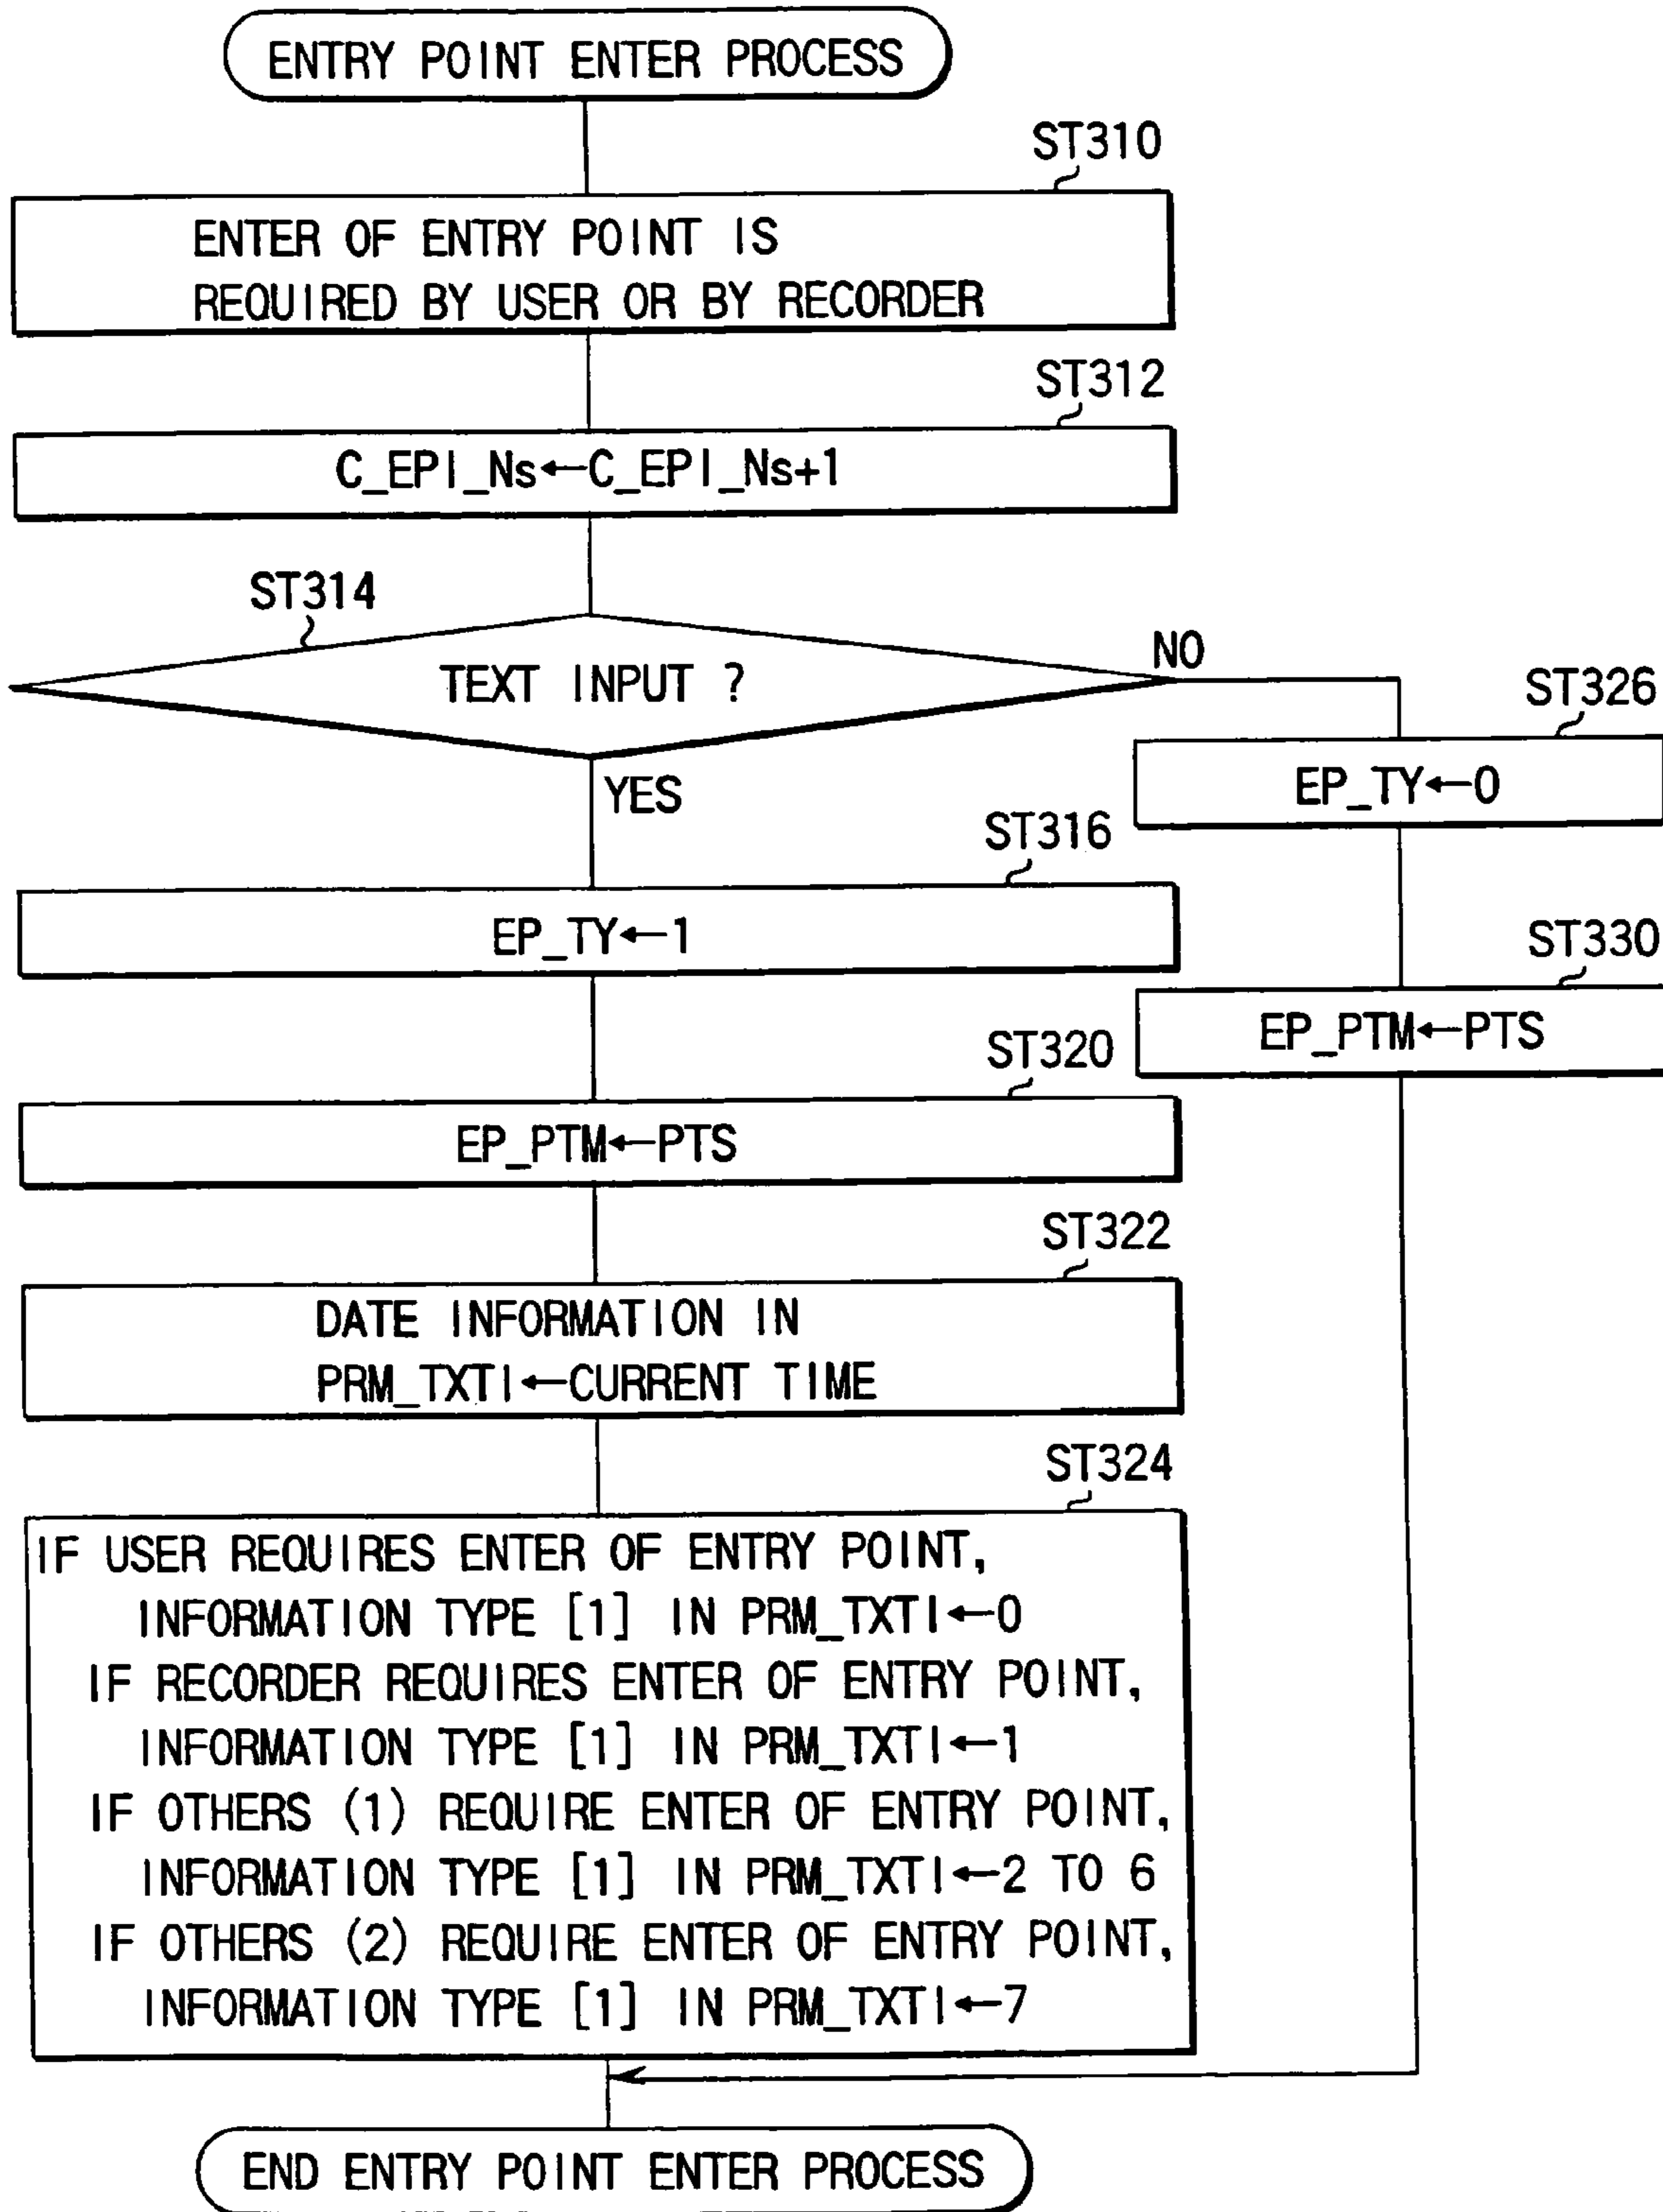 ENTRY POINT ENTER PROCESS
ST310
ENTER OF ENTRY POINT IS
REQUIRED BY USER OR BY RECORDER
ST312
C_EPI_Ns←C_EPI_Ns+1
ST314
TEXT INPUT ?
NO
YES
ST326
EP_TY←0
ST316
EP_TY←1
ST330
EP_PTM←PTS
ST320
EP_PTM←PTS
ST322
DATE INFORMATION IN
PRM_TXTI←CURRENT TIME
ST324
IF USER REQUIRES ENTER OF ENTRY POINT,
INFORMATION TYPE [1] IN PRM_TXTI←0
IF RECORDER REQUIRES ENTER OF ENTRY POINT,
INFORMATION TYPE [1] IN PRM_TXTI←1
IF OTHERS (1) REQUIRE ENTER OF ENTRY POINT,
INFORMATION TYPE [1] IN PRM_TXTI←2 TO 6
IF OTHERS (2) REQUIRE ENTER OF ENTRY POINT,
INFORMATION TYPE [1] IN PRM_TXTI←7
END ENTRY POINT ENTER PROCESS